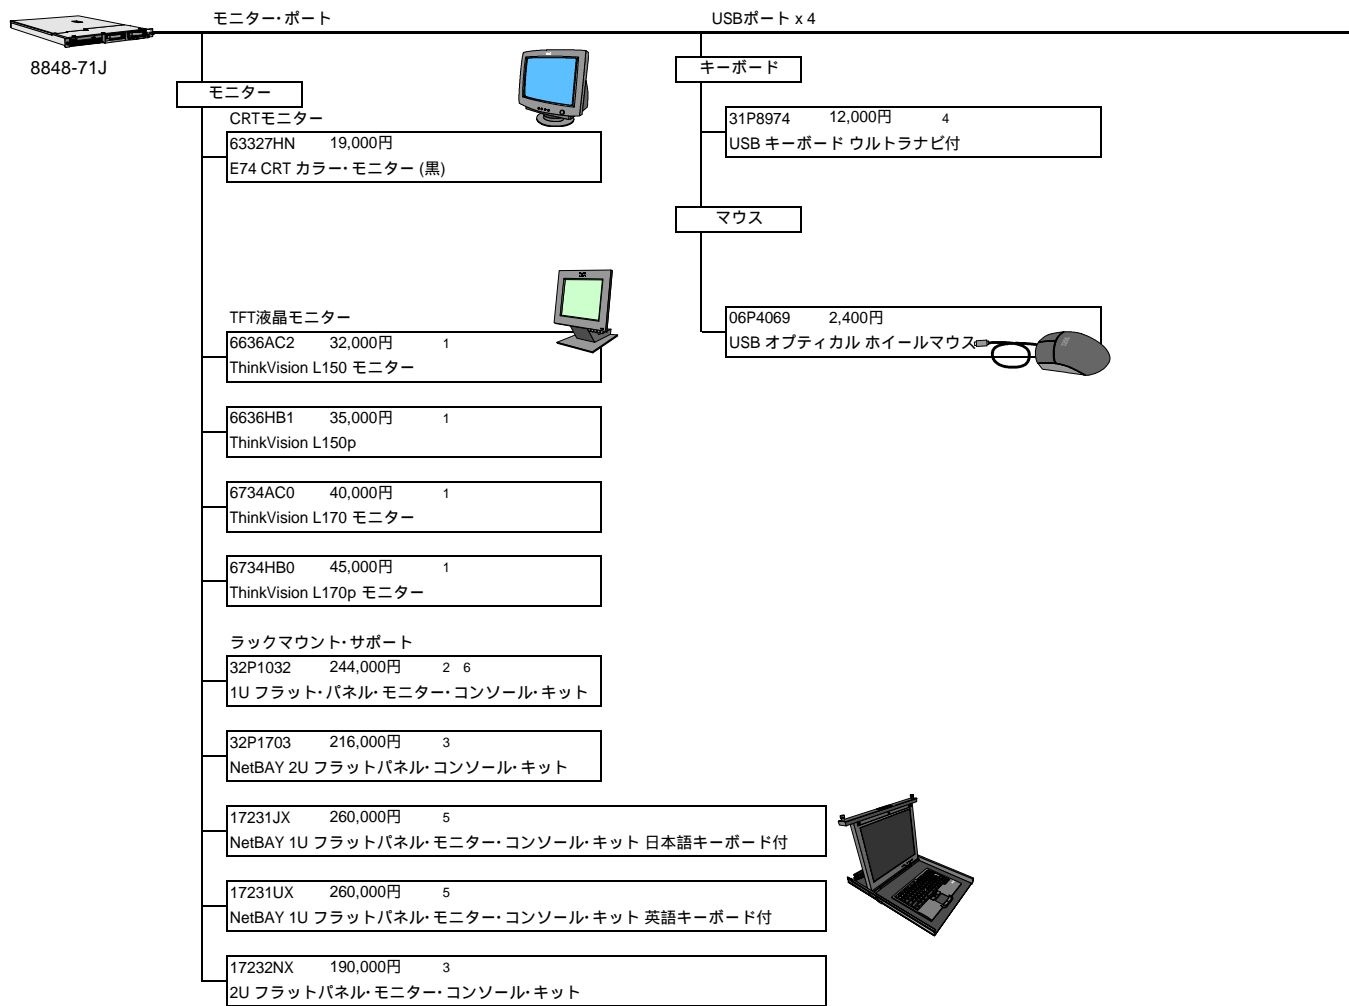 モニター・ポート
USBポート x 4
8848-71J
モニター
キーボード
CRTモニター
63327HN 19,000円
E74 CRT カラー・モニター (黒)
31P8974 12,000円 4
USB キーボード ウルトラナビ付
マウス
06P4069 2,400円
USB オプティカル ホイールマウス
TFT液晶モニター
6636AC2 32,000円 1
ThinkVision L150 モニター
6636HB1 35,000円 1
ThinkVision L150p
6734AC0 40,000円 1
ThinkVision L170 モニター
6734HB0 45,000円 1
ThinkVision L170p モニター
ラックマウント・サポート
32P1032 244,000円 2 6
1U フラット・パネル・モニター・コンソール・キット
32P1703 216,000円 3
NetBAY 2U フラットパネル・コンソール・キット
17231JX 260,000円 5
NetBAY 1U フラットパネル・モニター・コンソール・キット 日本語キーボード付
17231UX 260,000円 5
NetBAY 1U フラットパネル・モニター・コンソール・キット 英語キーボード付
17232NX 190,000円 3
2U フラットパネル・モニター・コンソール・キット